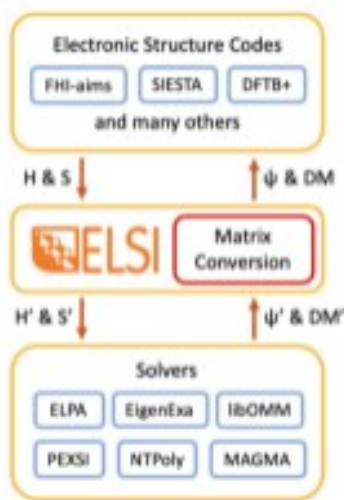 Electronic Structure Codes
FHI-aims SIESTA DFTB+
and many others
H & S ψ & DM
ELSI Matrix Conversion
H' & S' ψ' & DM'
Solvers
ELPA EigenExa libOMM
PEXSI NTPoly MAGMA